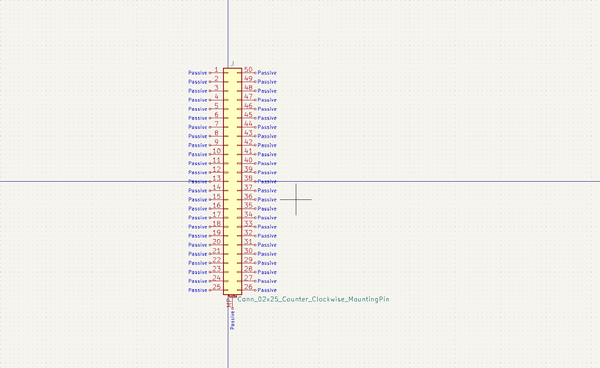 J
Passive 1 50 Passive
Passive 2 49 Passive
Passive 3 48 Passive
Passive 4 47 Passive
Passive 5 46 Passive
Passive 6 45 Passive
Passive 7 44 Passive
Passive 8 43 Passive
Passive 9 42 Passive
Passive 10 41 Passive
Passive 11 40 Passive
Passive 12 39 Passive
Passive 13 38 Passive
Passive 14 37 Passive
Passive 15 36 Passive
Passive 16 35 Passive
Passive 17 34 Passive
Passive 18 33 Passive
Passive 19 32 Passive
Passive 20 31 Passive
Passive 21 30 Passive
Passive 22 29 Passive
Passive 23 28 Passive
Passive 24 27 Passive
Passive 25 26 Passive
Conn_02x25_Counter_Clockwise_MountingPin
Passive